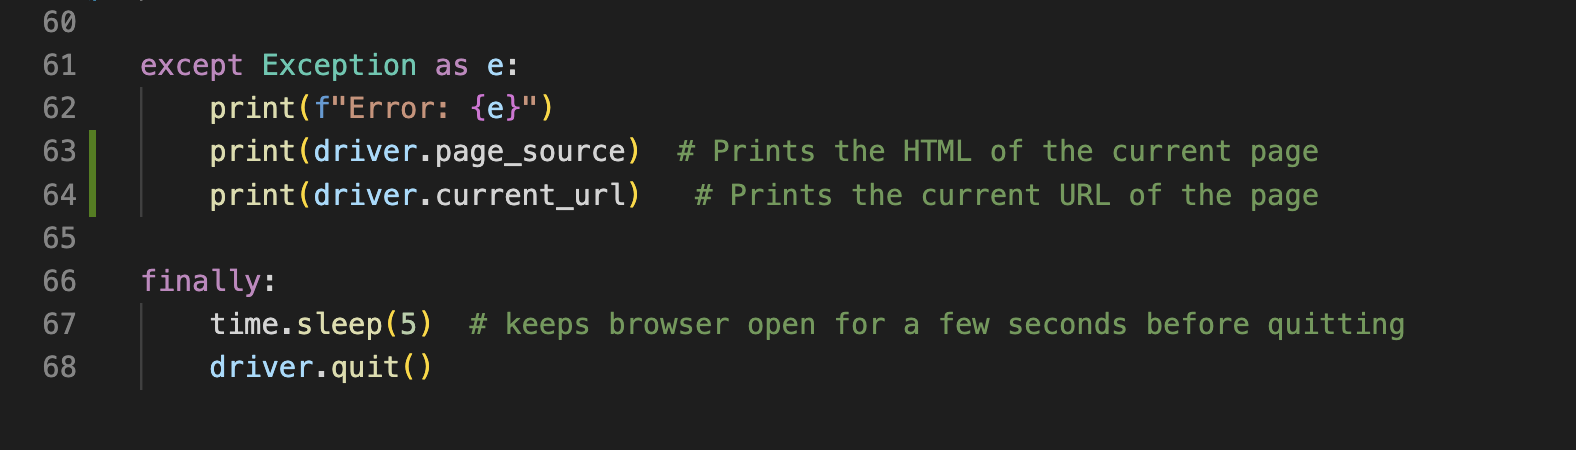 60
61 except Exception as e:
62 print(f"Error: {e}")
63 print(driver.page_source) # Prints the HTML of the current page
64 print(driver.current_url) # Prints the current URL of the page
65
66 finally:
67 time.sleep(5) # keeps browser open for a few seconds before quitting
68 driver.quit()